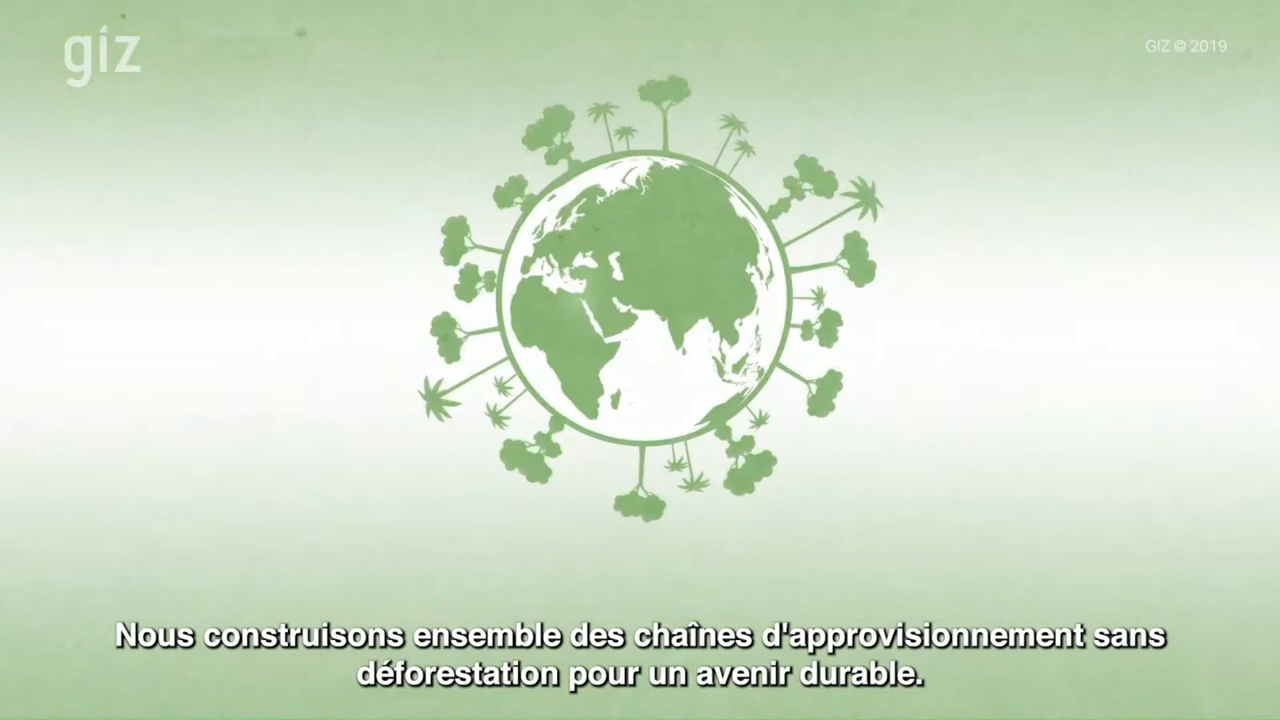 giz
GIZ © 2019
Nous construisons ensemble des chaînes d'approvisionnement sans
déforestation pour un avenir durable.